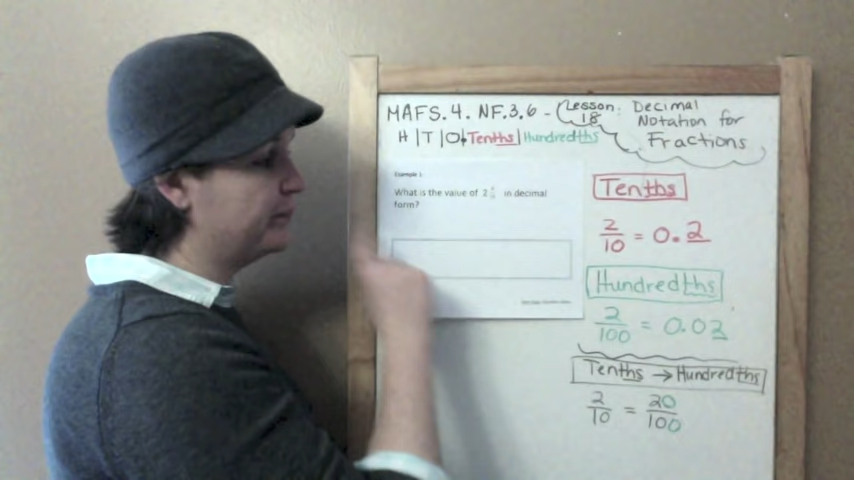 MAFS.4.NF.3.6 - Lesson: Decimal
18 Notation for
Fractions
H | T | O Tenths | Hundredths
Example 1:
What is the value of 2 in decimal
form?
Tenths
2/10 = 0.2
Hundredths
2/100 = 0.02
Tenths → Hundredths
2/10 = 20/100